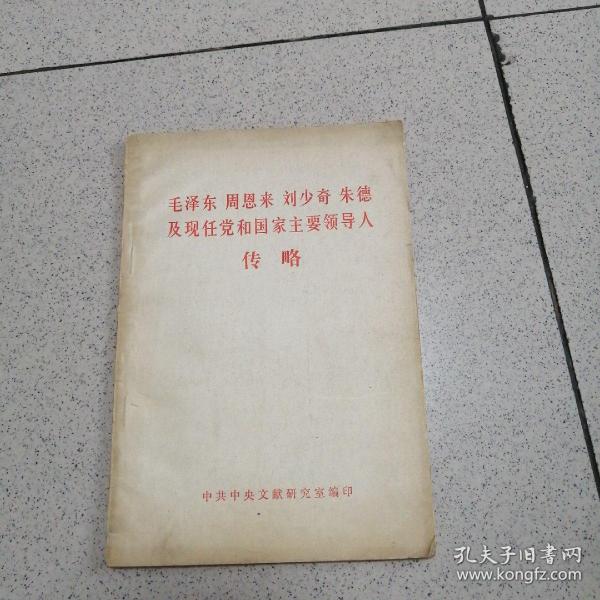 毛泽东 周恩来 刘少奇 朱德
及现任党和国家主要领导人
传略
中共中央文献研究室编印
孔夫子旧书网
www.kongfz.com